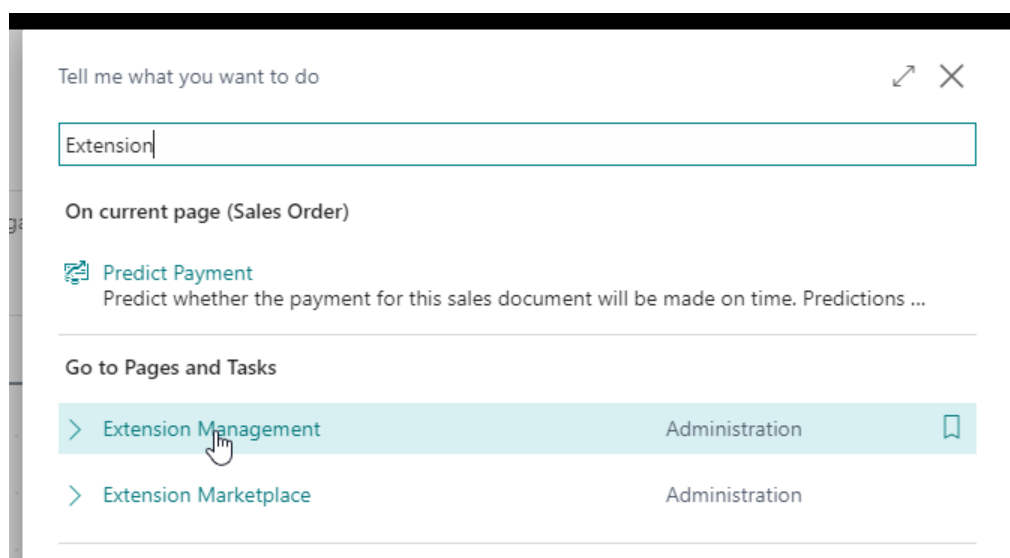 Tell me what you want to do
Extension
On current page (Sales Order)
Predict Payment
Predict whether the payment for this sales document will be made on time. Predictions ...
Go to Pages and Tasks
Extension Management Administration
Extension Marketplace Administration